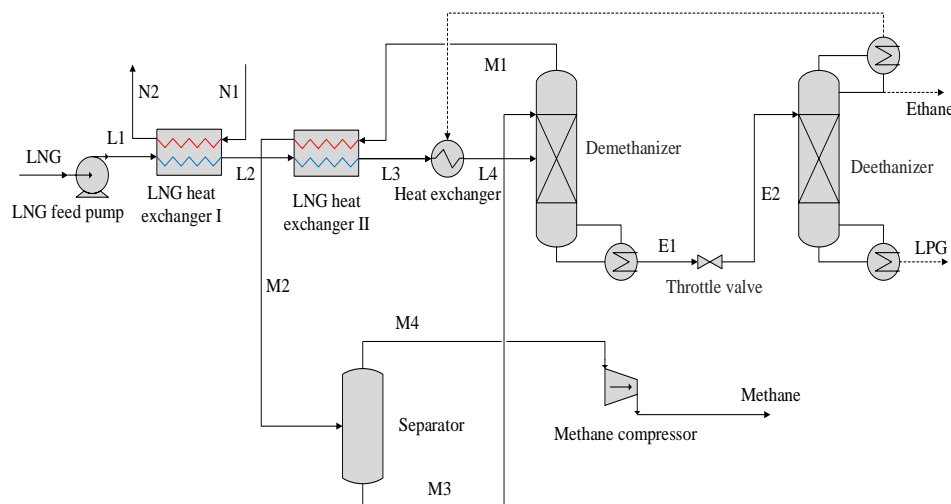 M1
N2
N1
Ethane
L1
LNG
L2
L3
L4
Demethanizer
Deethanizer
LNG feed pump
LNG heat
exchanger I
LNG heat
exchanger II
Heat exchanger
E1
E2
LPG
Throttle valve
M2
M4
Methane
Separator
Methane compressor
M3